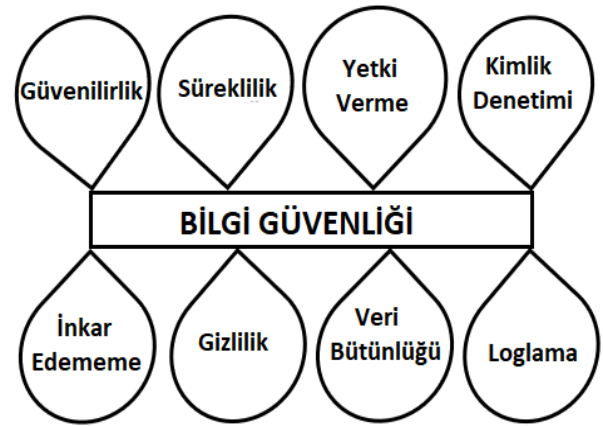 Güvenilirlik
Süreklilik
Yetki
Verme
Kimlik
Denetimi
BİLGİ GÜVENLİĞİ
İnkar
Edememe
Gizlilik
Veri
Bütünlüğü
Loglama